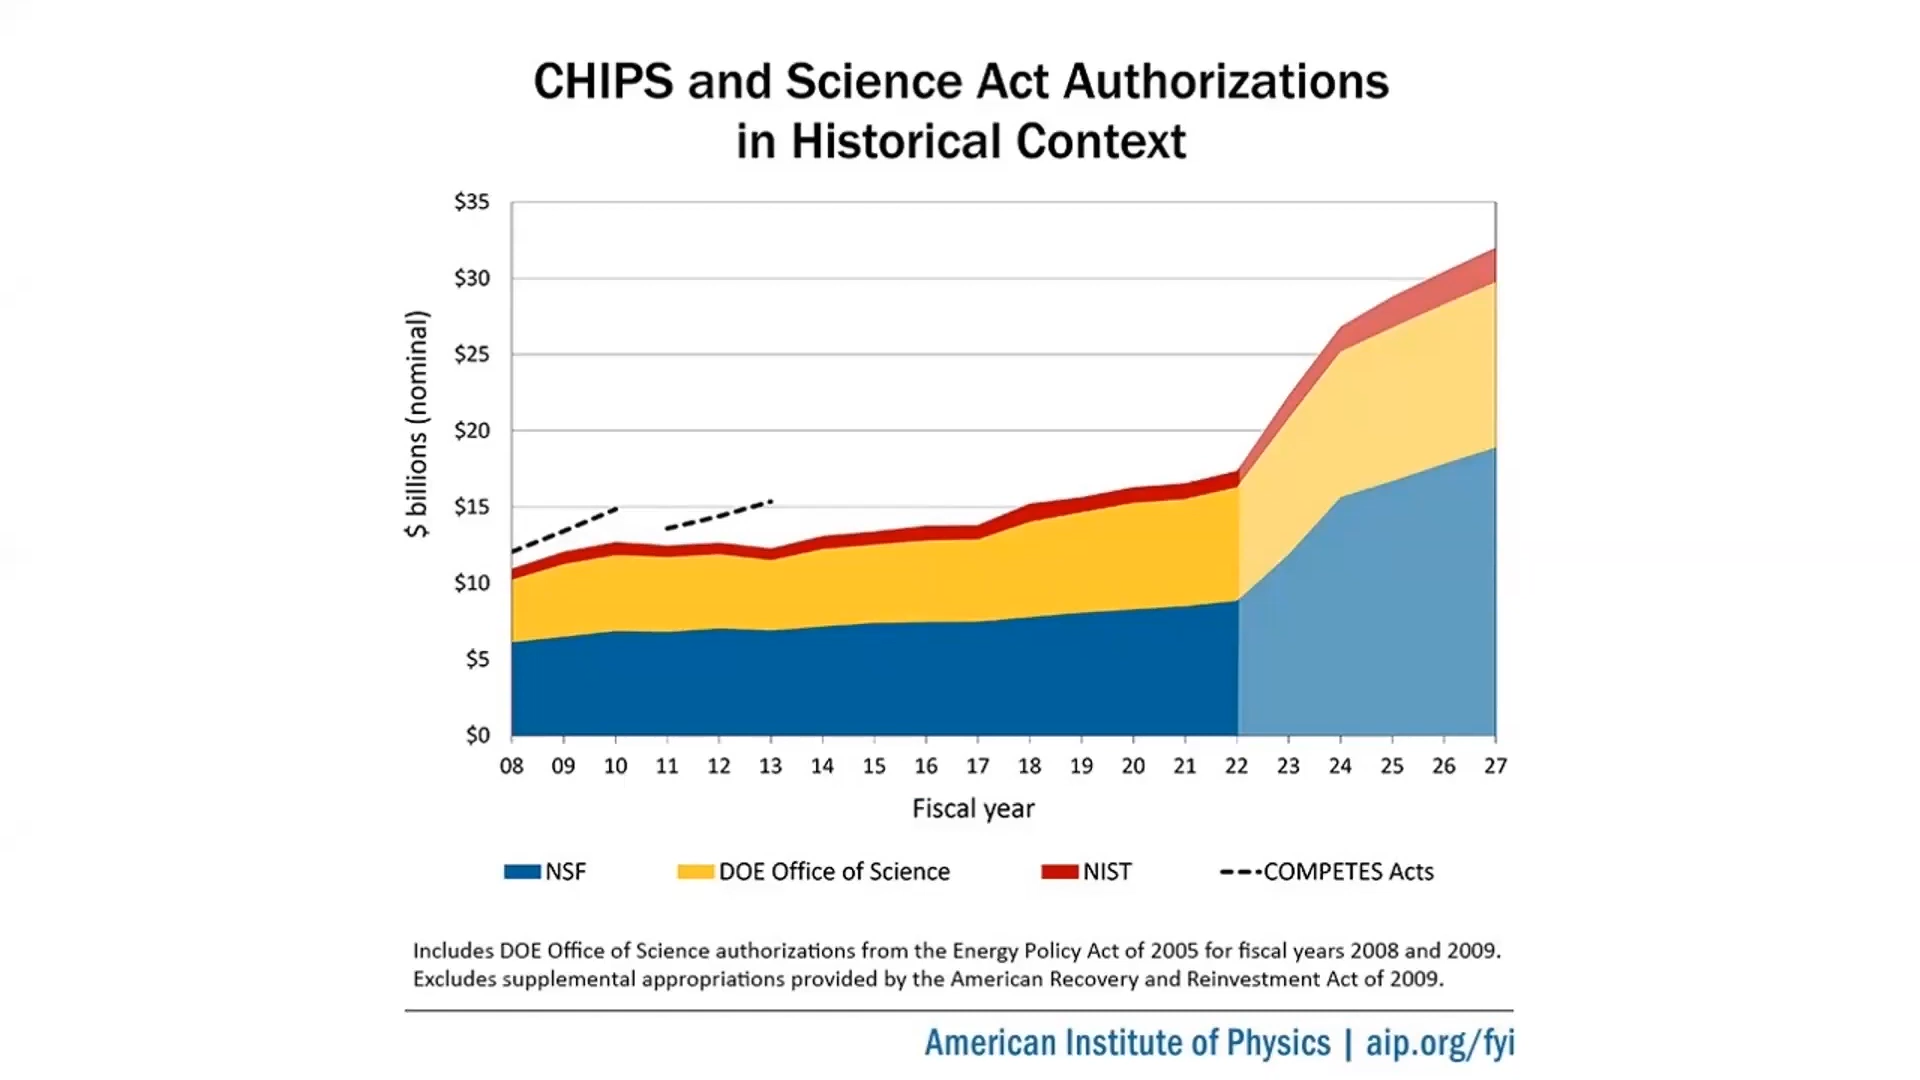 CHIPS and Science Act Authorizations
in Historical Context
$35
$30
$25
$20
$15
$10
$5
$0
$ billions (nominal)
08 09 10 11 12 13 14 15 16 17 18 19 20 21 22 23 24 25 26 27
Fiscal year
NSF DOE Office of Science NIST COMPETES Acts
Includes DOE Office of Science authorizations from the Energy Policy Act of 2005 for fiscal years 2008 and 2009.
Excludes supplemental appropriations provided by the American Recovery and Reinvestment Act of 2009.
American Institute of Physics | aip.org/fyi